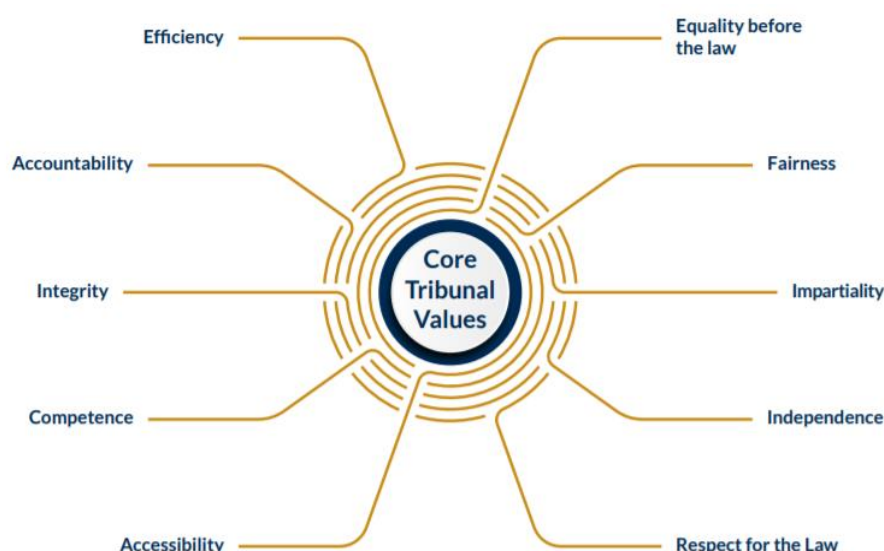 Efficiency
Equality before
the law
Accountability
Fairness
Core
Tribunal
Values
Integrity
Impartiality
Competence
Independence
Accessibility
Respect for the Law